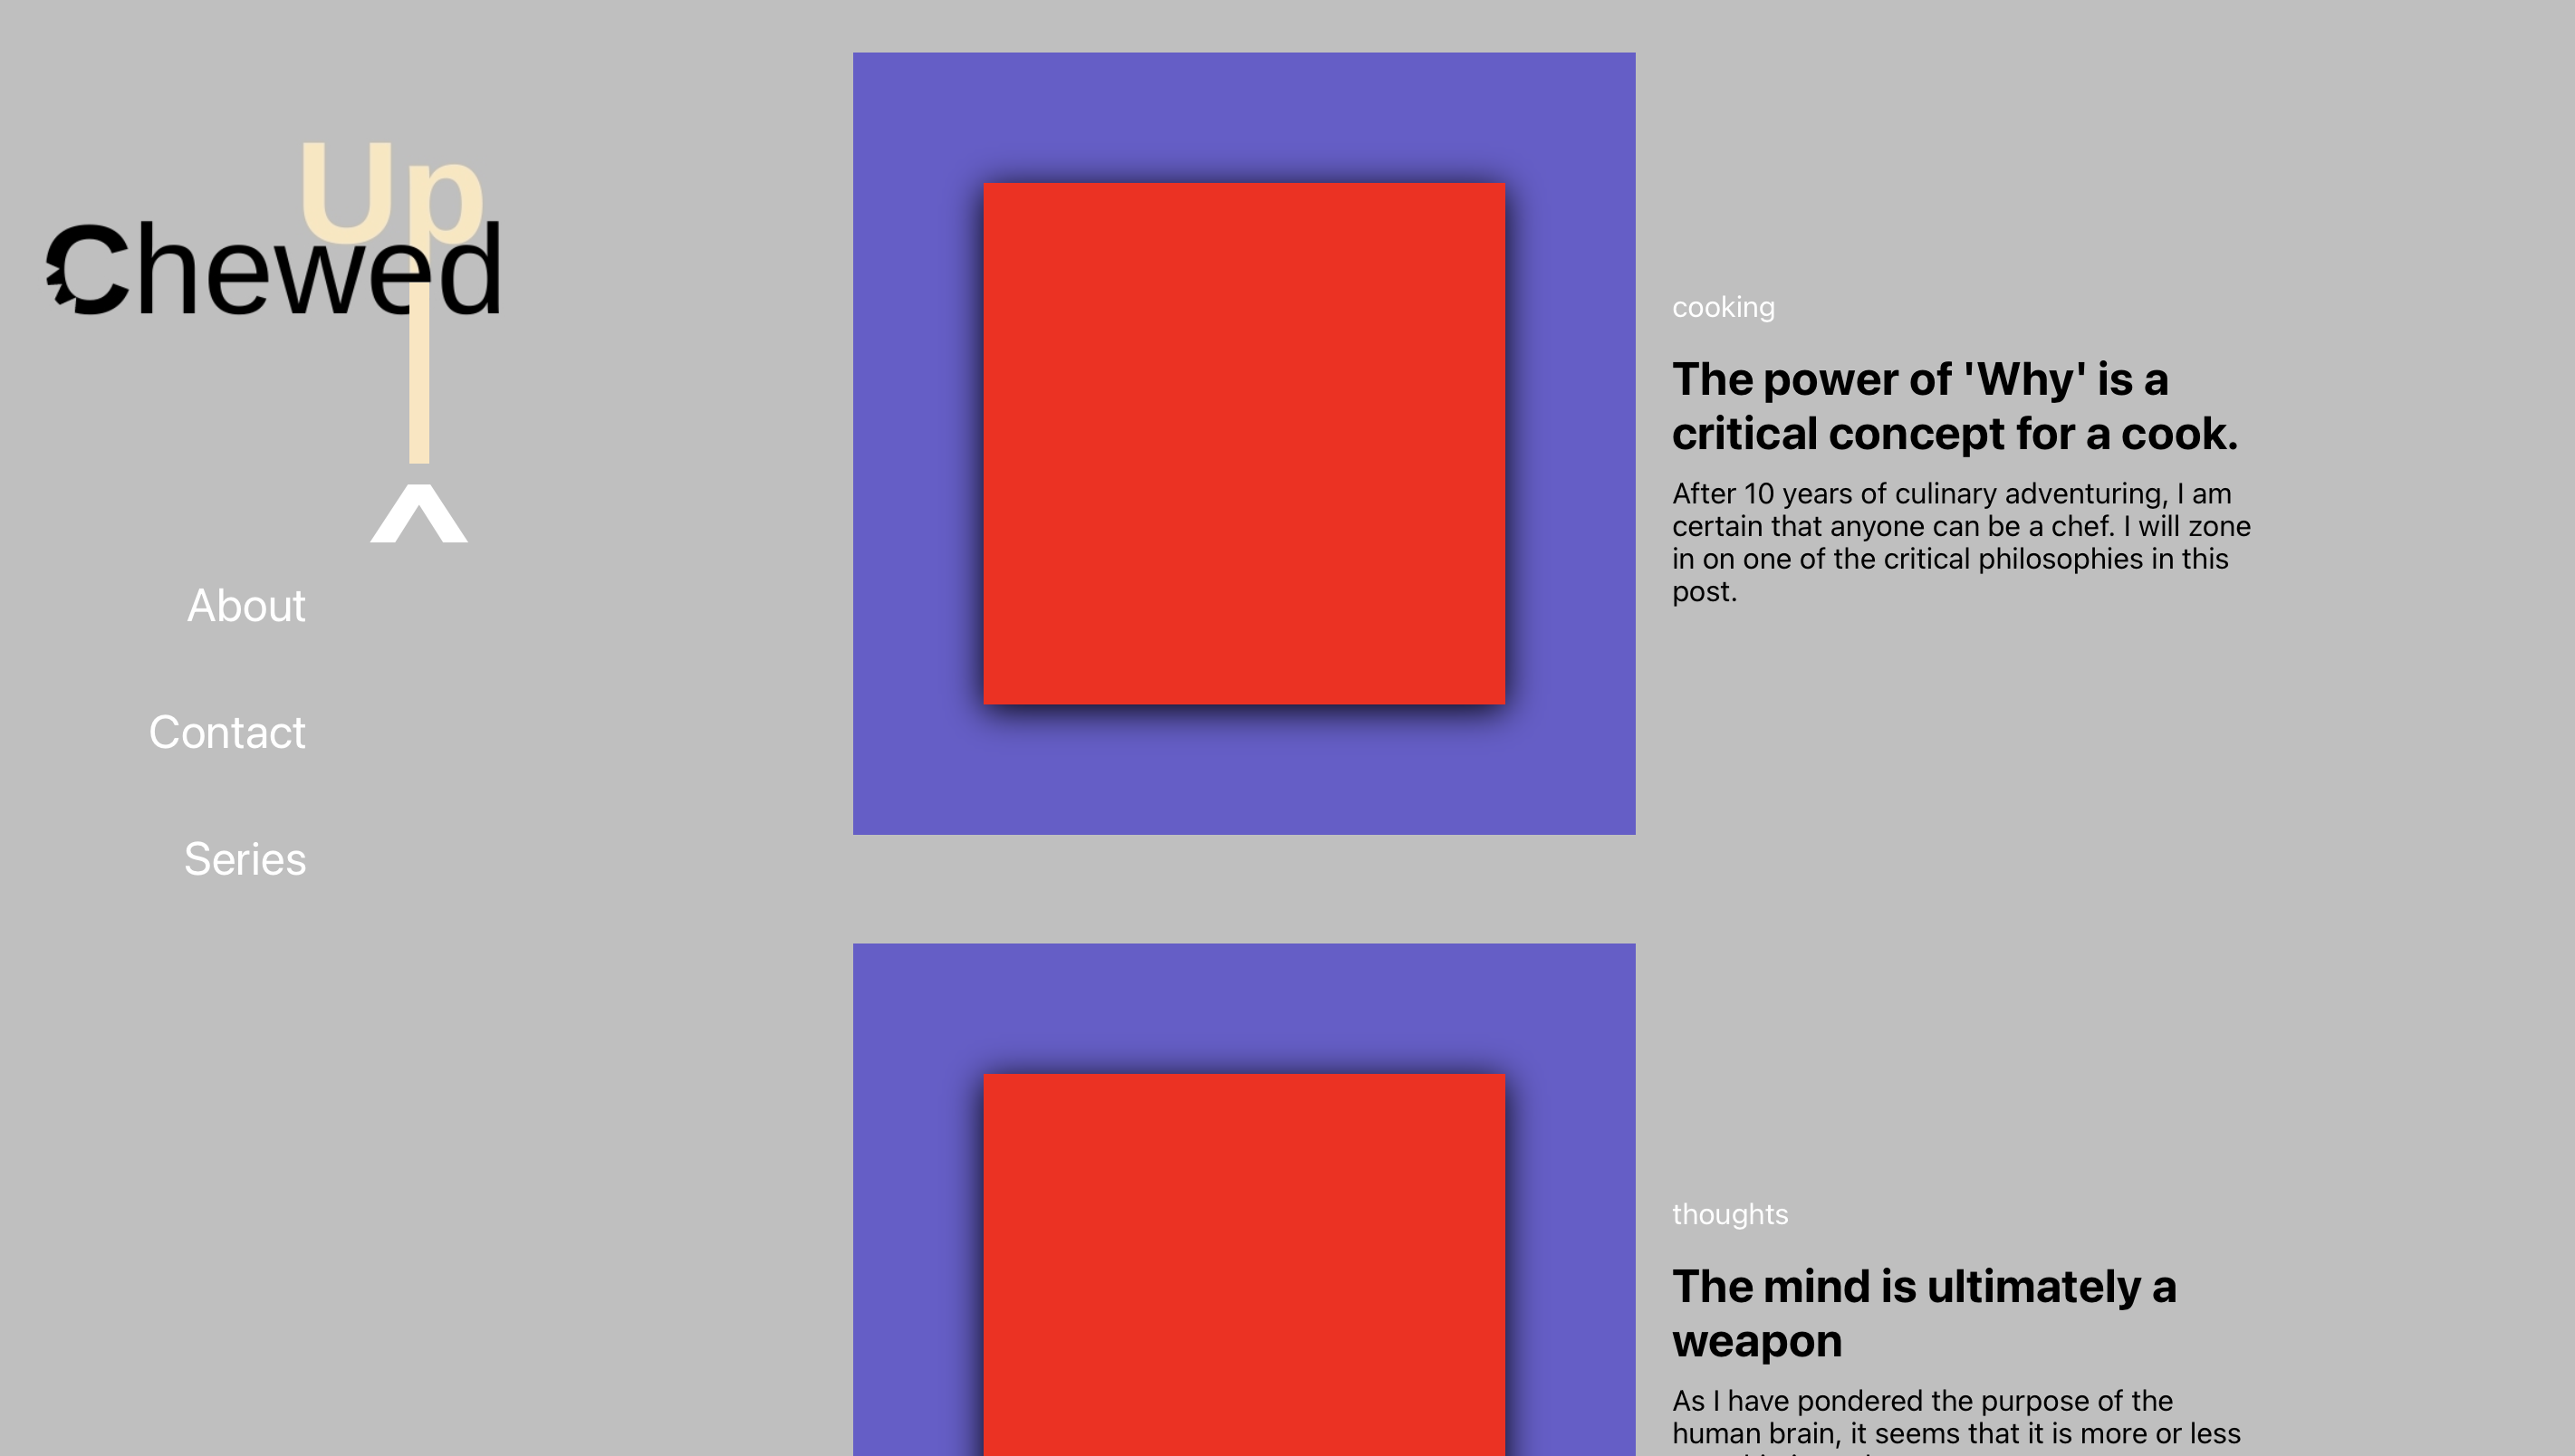 Up
Chewed
^
About
Contact
Series
cooking
The power of 'Why' is a
critical concept for a cook.
After 10 years of culinary adventuring, I am
certain that anyone can be a chef. I will zone
in on one of the critical philosophies in this
post.
thoughts
The mind is ultimately a
weapon
As I have pondered the purpose of the
human brain, it seems that it is more or less